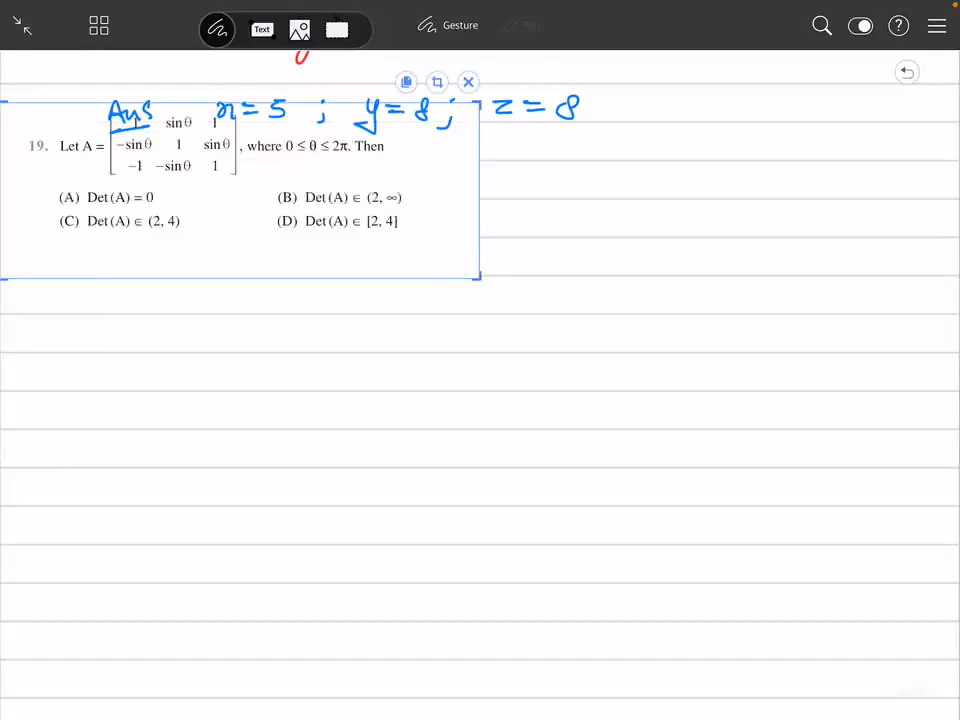 Text
Gesture
Ans x = 5 ; y = 8 ; z = 8
19. Let A = [1 sinθ 1
−sinθ 1 sinθ
−1 −sinθ 1], where 0 ≤ θ ≤ 2π. Then
(A) Det (A) = 0 (B) Det (A) ∈ (2, ∞)
(C) Det (A) ∈ (2, 4) (D) Det (A) ∈ [2, 4]